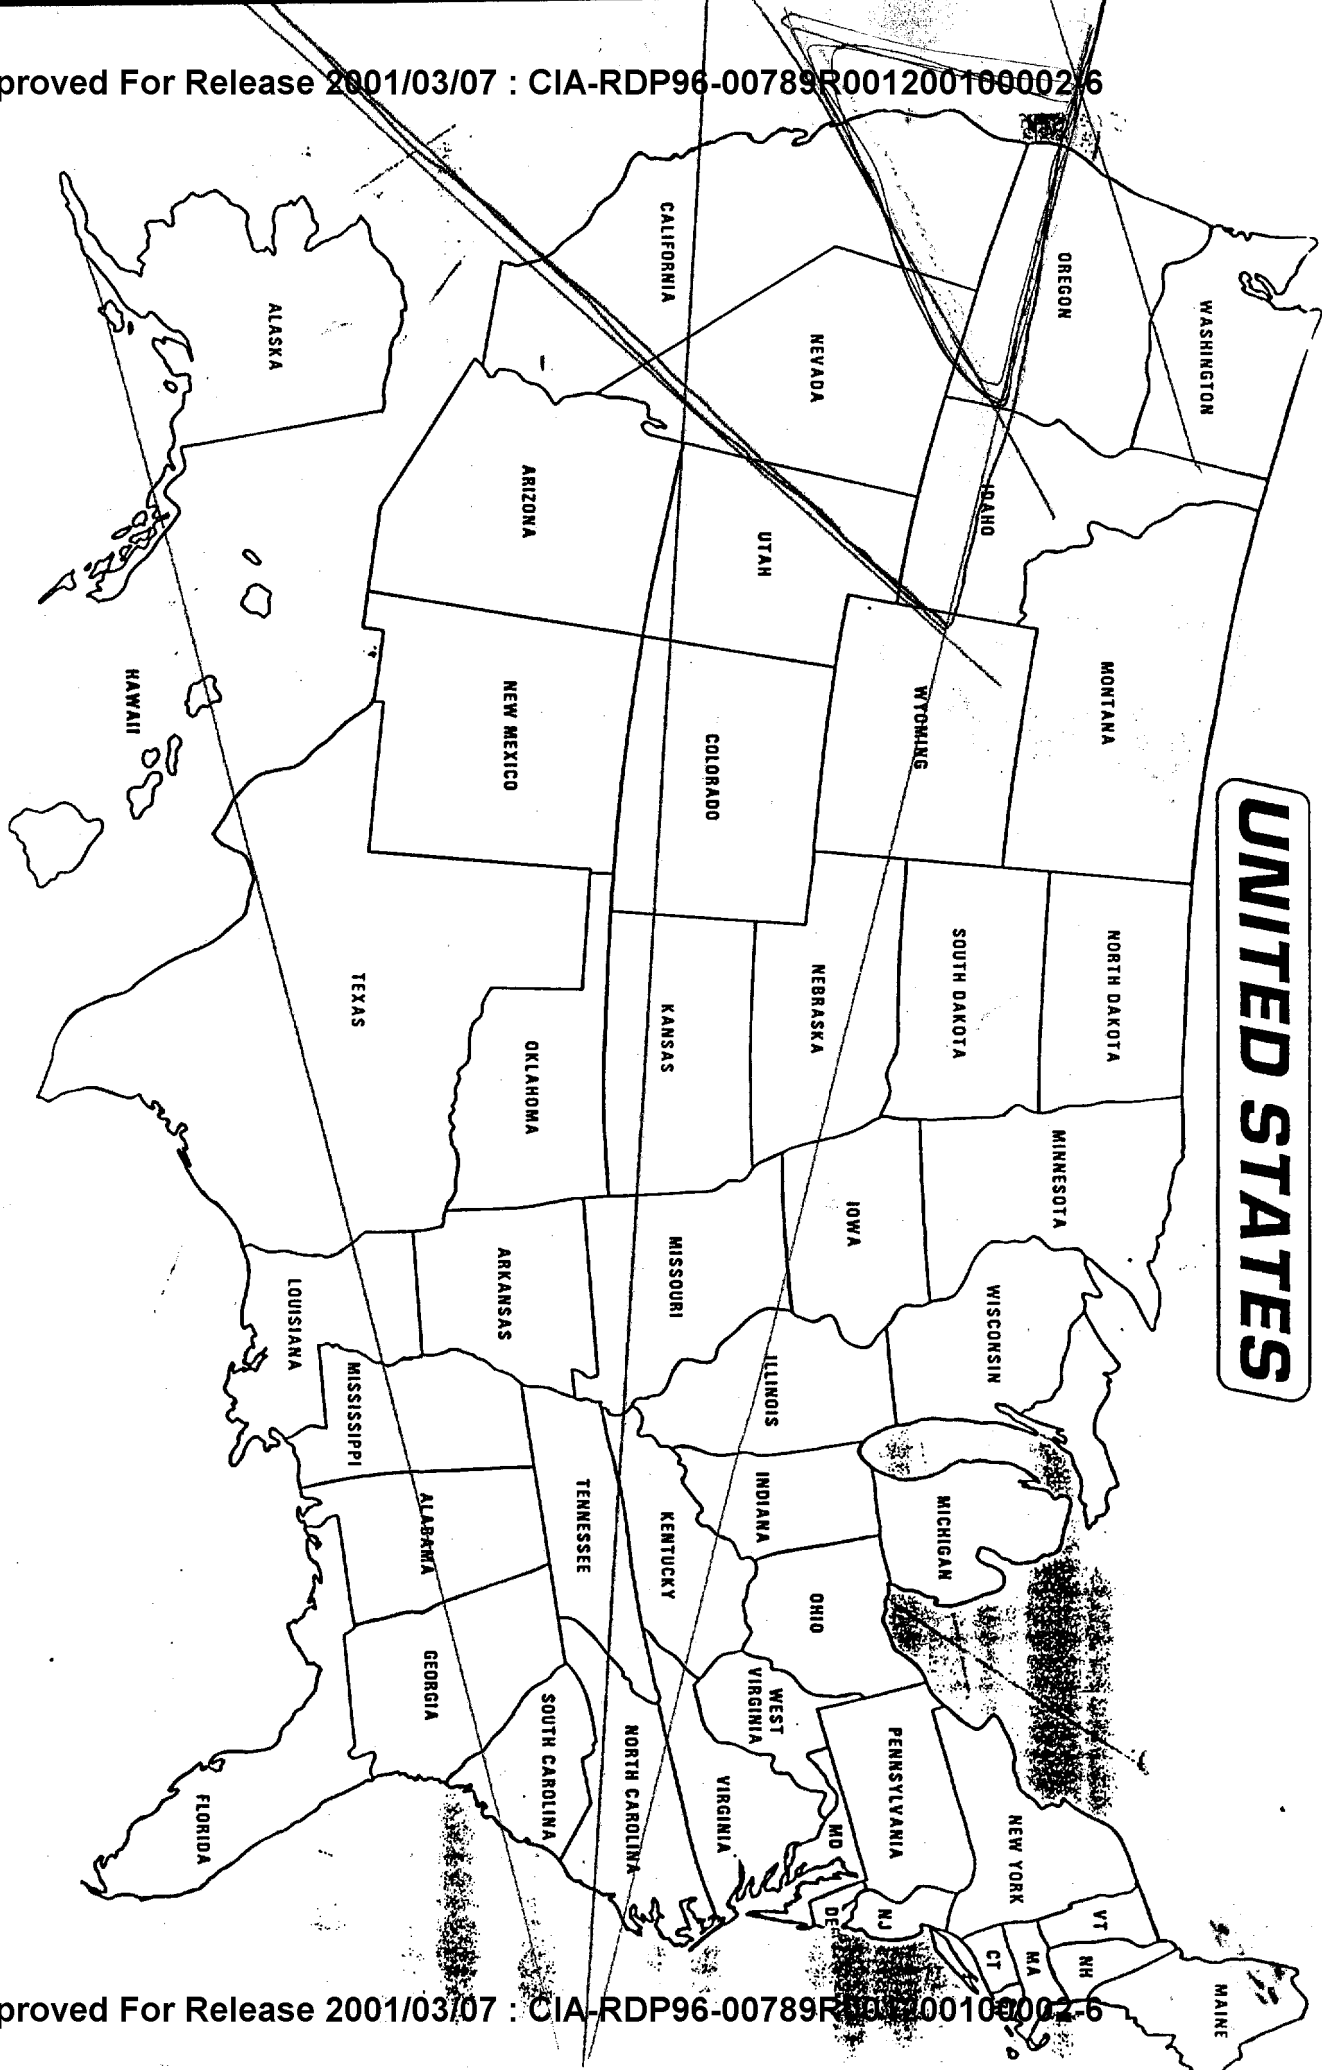 proved For Release 2001/03/07 : CIA-RDP96-00789R001200100002-6
UNITED STATES
WASHINGTON
OREGON
CALIFORNIA
NEVADA
IDAHO
MONTANA
WYOMING
UTAH
ARIZONA
COLORADO
NEW MEXICO
NORTH DAKOTA
SOUTH DAKOTA
NEBRASKA
KANSAS
OKLAHOMA
TEXAS
MINNESOTA
IOWA
MISSOURI
ARKANSAS
LOUISIANA
WISCONSIN
ILLINOIS
MICHIGAN
INDIANA
OHIO
KENTUCKY
TENNESSEE
MISSISSIPPI
ALABAMA
GEORGIA
FLORIDA
SOUTH CAROLINA
NORTH CAROLINA
VIRGINIA
WEST
VIRGINIA
MD
DE
PENNSYLVANIA
NJ
NEW YORK
CT
MA
VT
NH
MAINE
ALASKA
HAWAII
proved For Release 2001/03/07 : CIA-RDP96-00789R001200100002-6